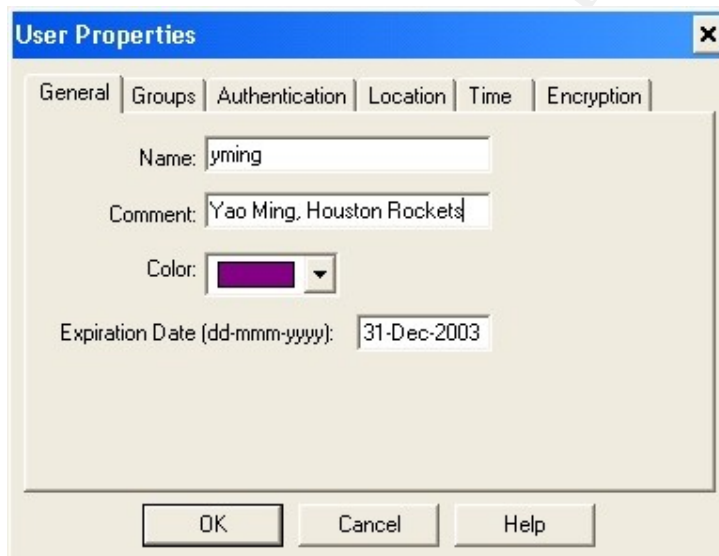 User Properties
General Groups Authentication Location Time Encryption
Name: yming
Comment: Yao Ming, Houston Rockets
Color:
Expiration Date (dd-mmm-yyyy): 31-Dec-2003
OK Cancel Help